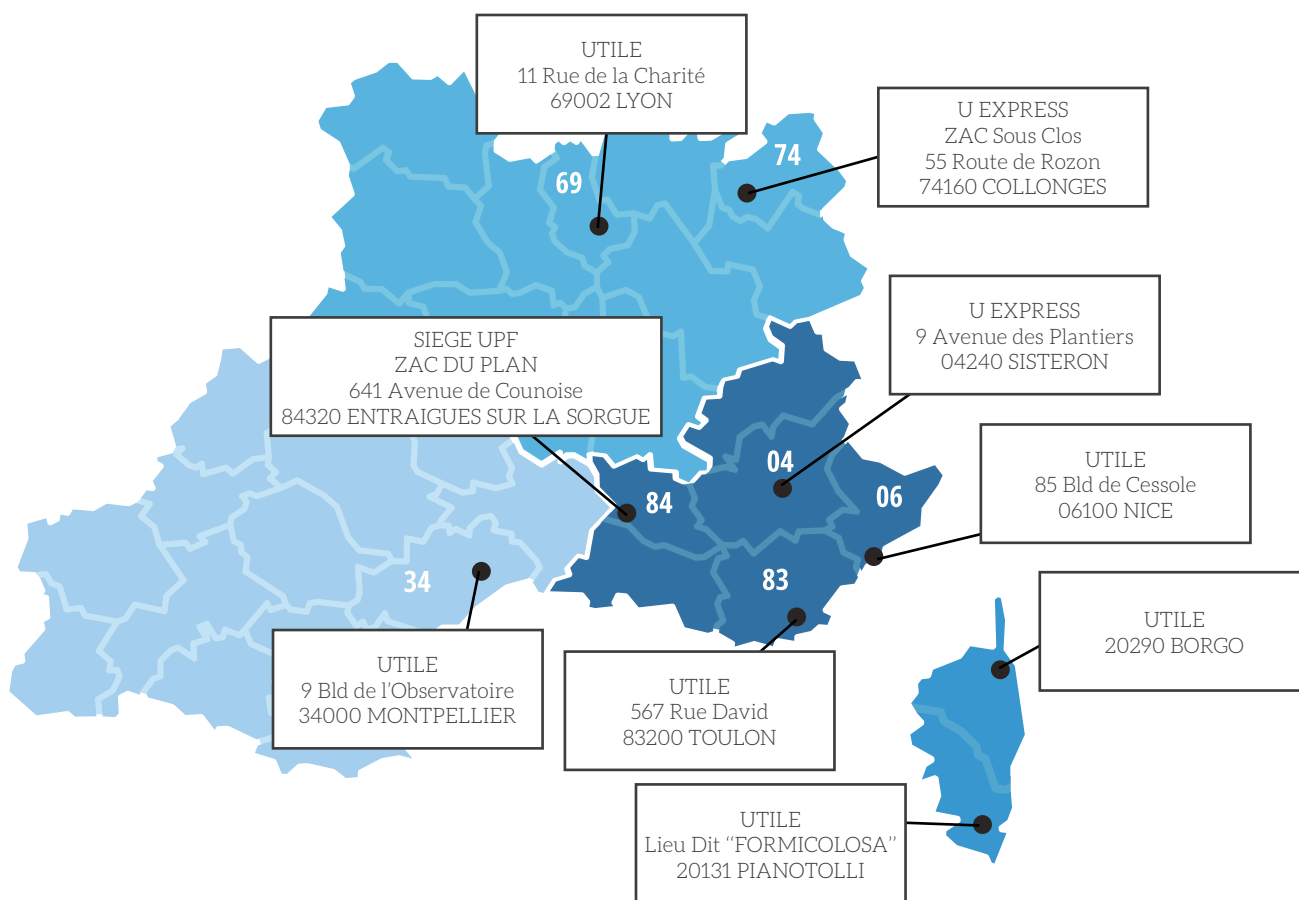 UTILE
11 Rue de la Charité
69002 LYON
U EXPRESS
ZAC Sous Clos
55 Route de Rozon
74160 COLLONGES
74
69
U EXPRESS
9 Avenue des Plantiers
04240 SISTERON
SIEGE UPF
ZAC DU PLAN
641 Avenue de Counoise
84320 ENTRAIGUES SUR LA SORGUE
04
06
84
UTILE
85 Bld de Cessole
06100 NICE
34
83
UTILE
20290 BORGO
UTILE
9 Bld de l'Observatoire
34000 MONTPELLIER
UTILE
567 Rue David
83200 TOULON
UTILE
Lieu Dit “FORMICOLOSA”
20131 PIANOTOLLI